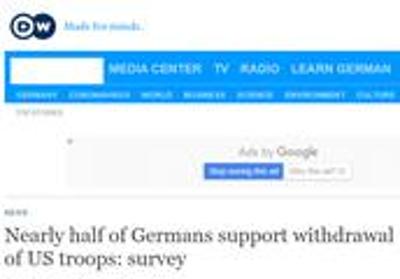 DW Made for minds.
MEDIA CENTER TV RADIO LEARN GERMAN
GERMANY CORONAVIRUS WORLD BUSINESS SCIENCE ENVIRONMENT CULTURE
TOP STORIES
Ads by Google
Stop seeing this ad Why this ad?
NEWS
Nearly half of Germans support withdrawal
of US troops: survey